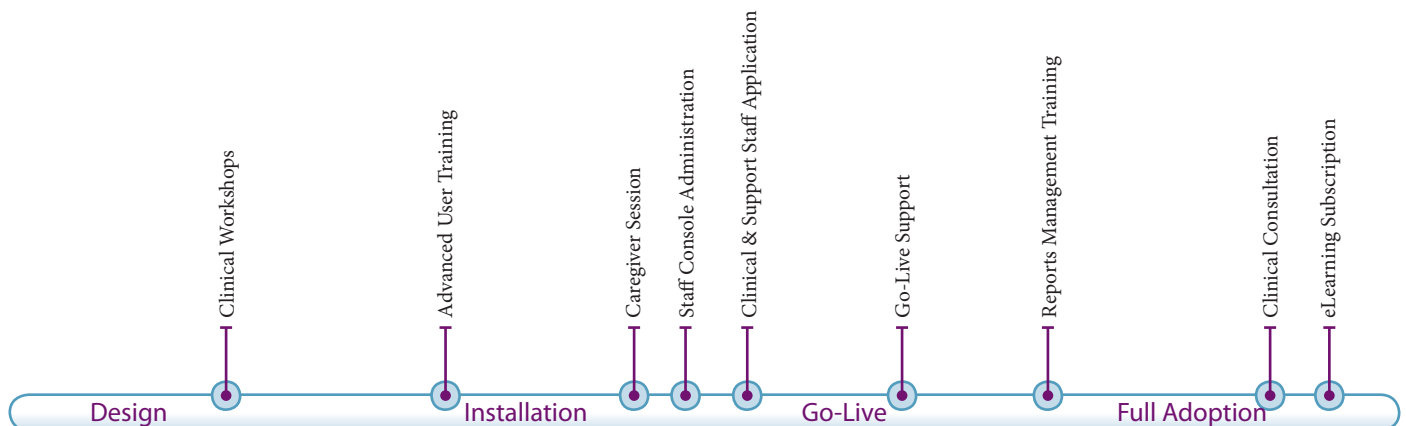 Clinical Workshops
Advanced User Training
Caregiver Session
Staff Console Administration
Clinical & Support Staff Application
Go-Live Support
Reports Management Training
Clinical Consultation
eLearning Subscription
Design
Installation
Go-Live
Full Adoption